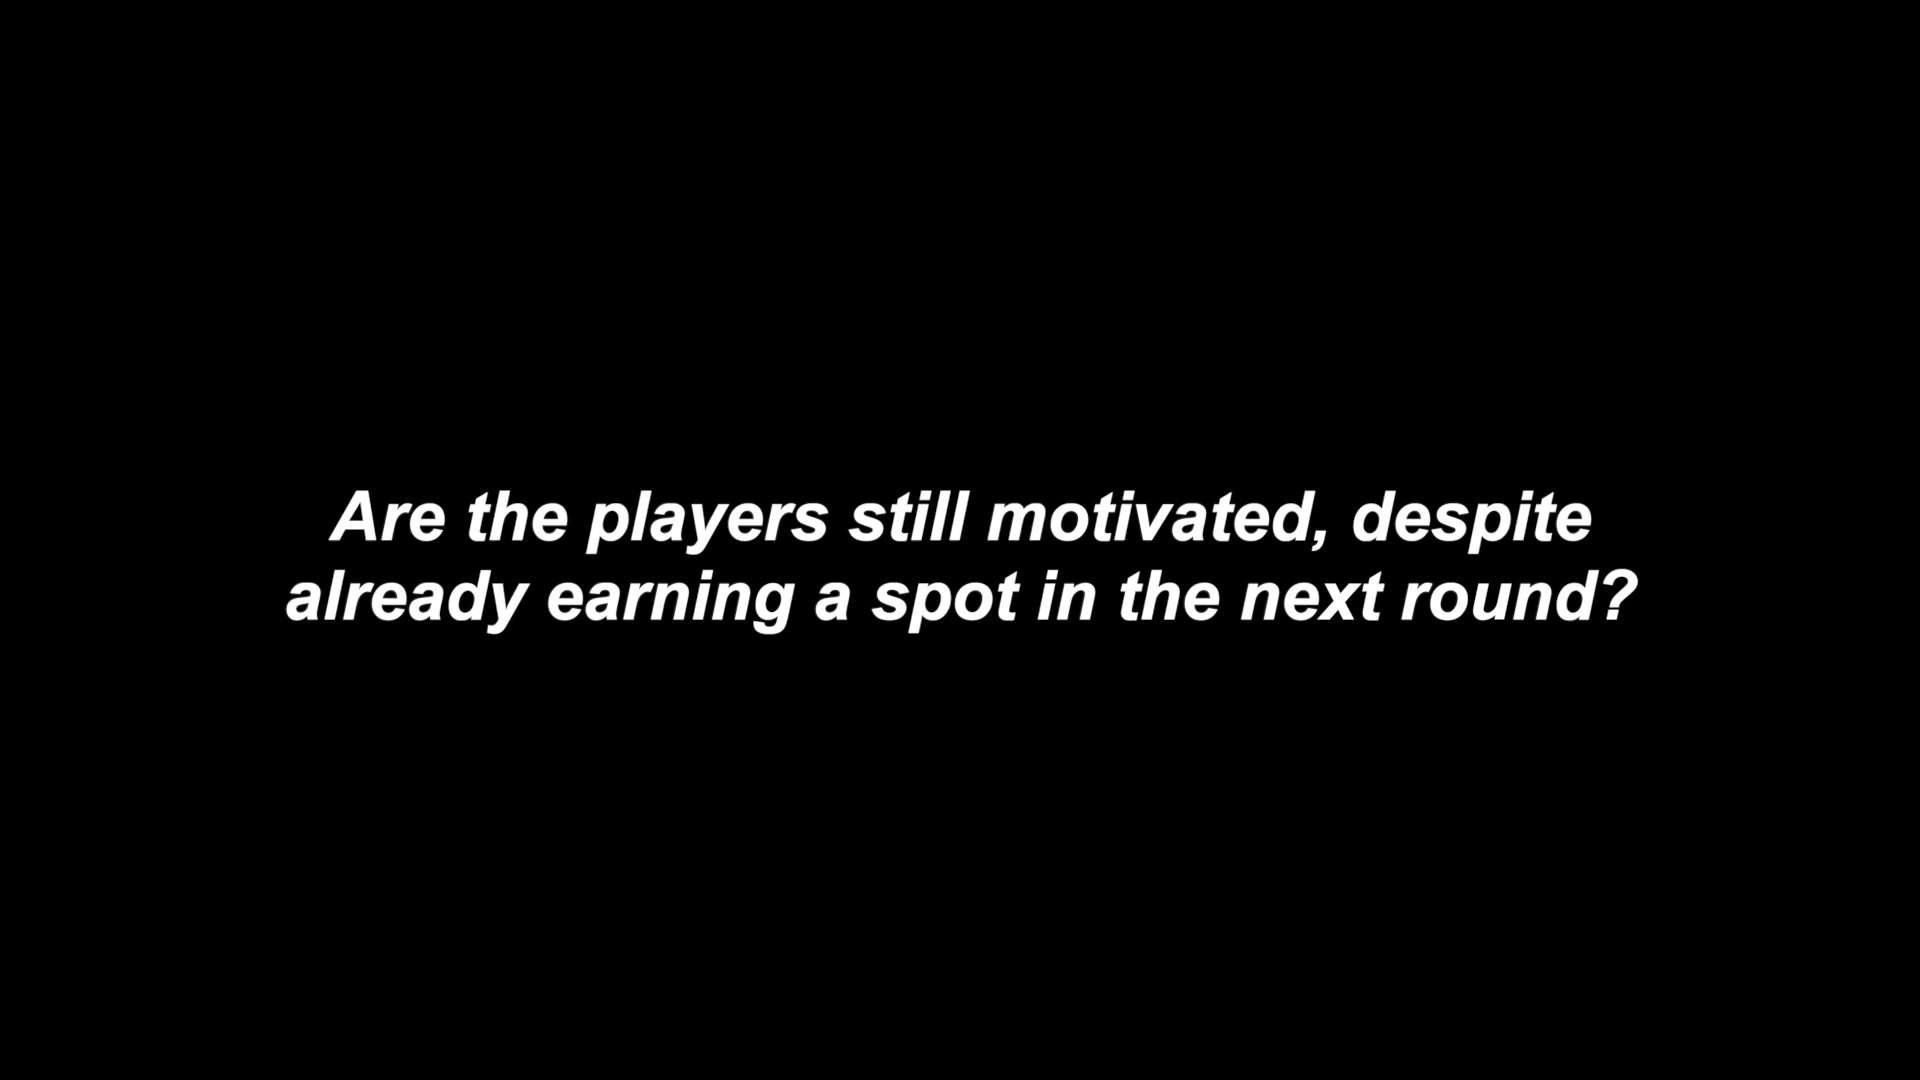 Are the players still motivated, despite
already earning a spot in the next round?